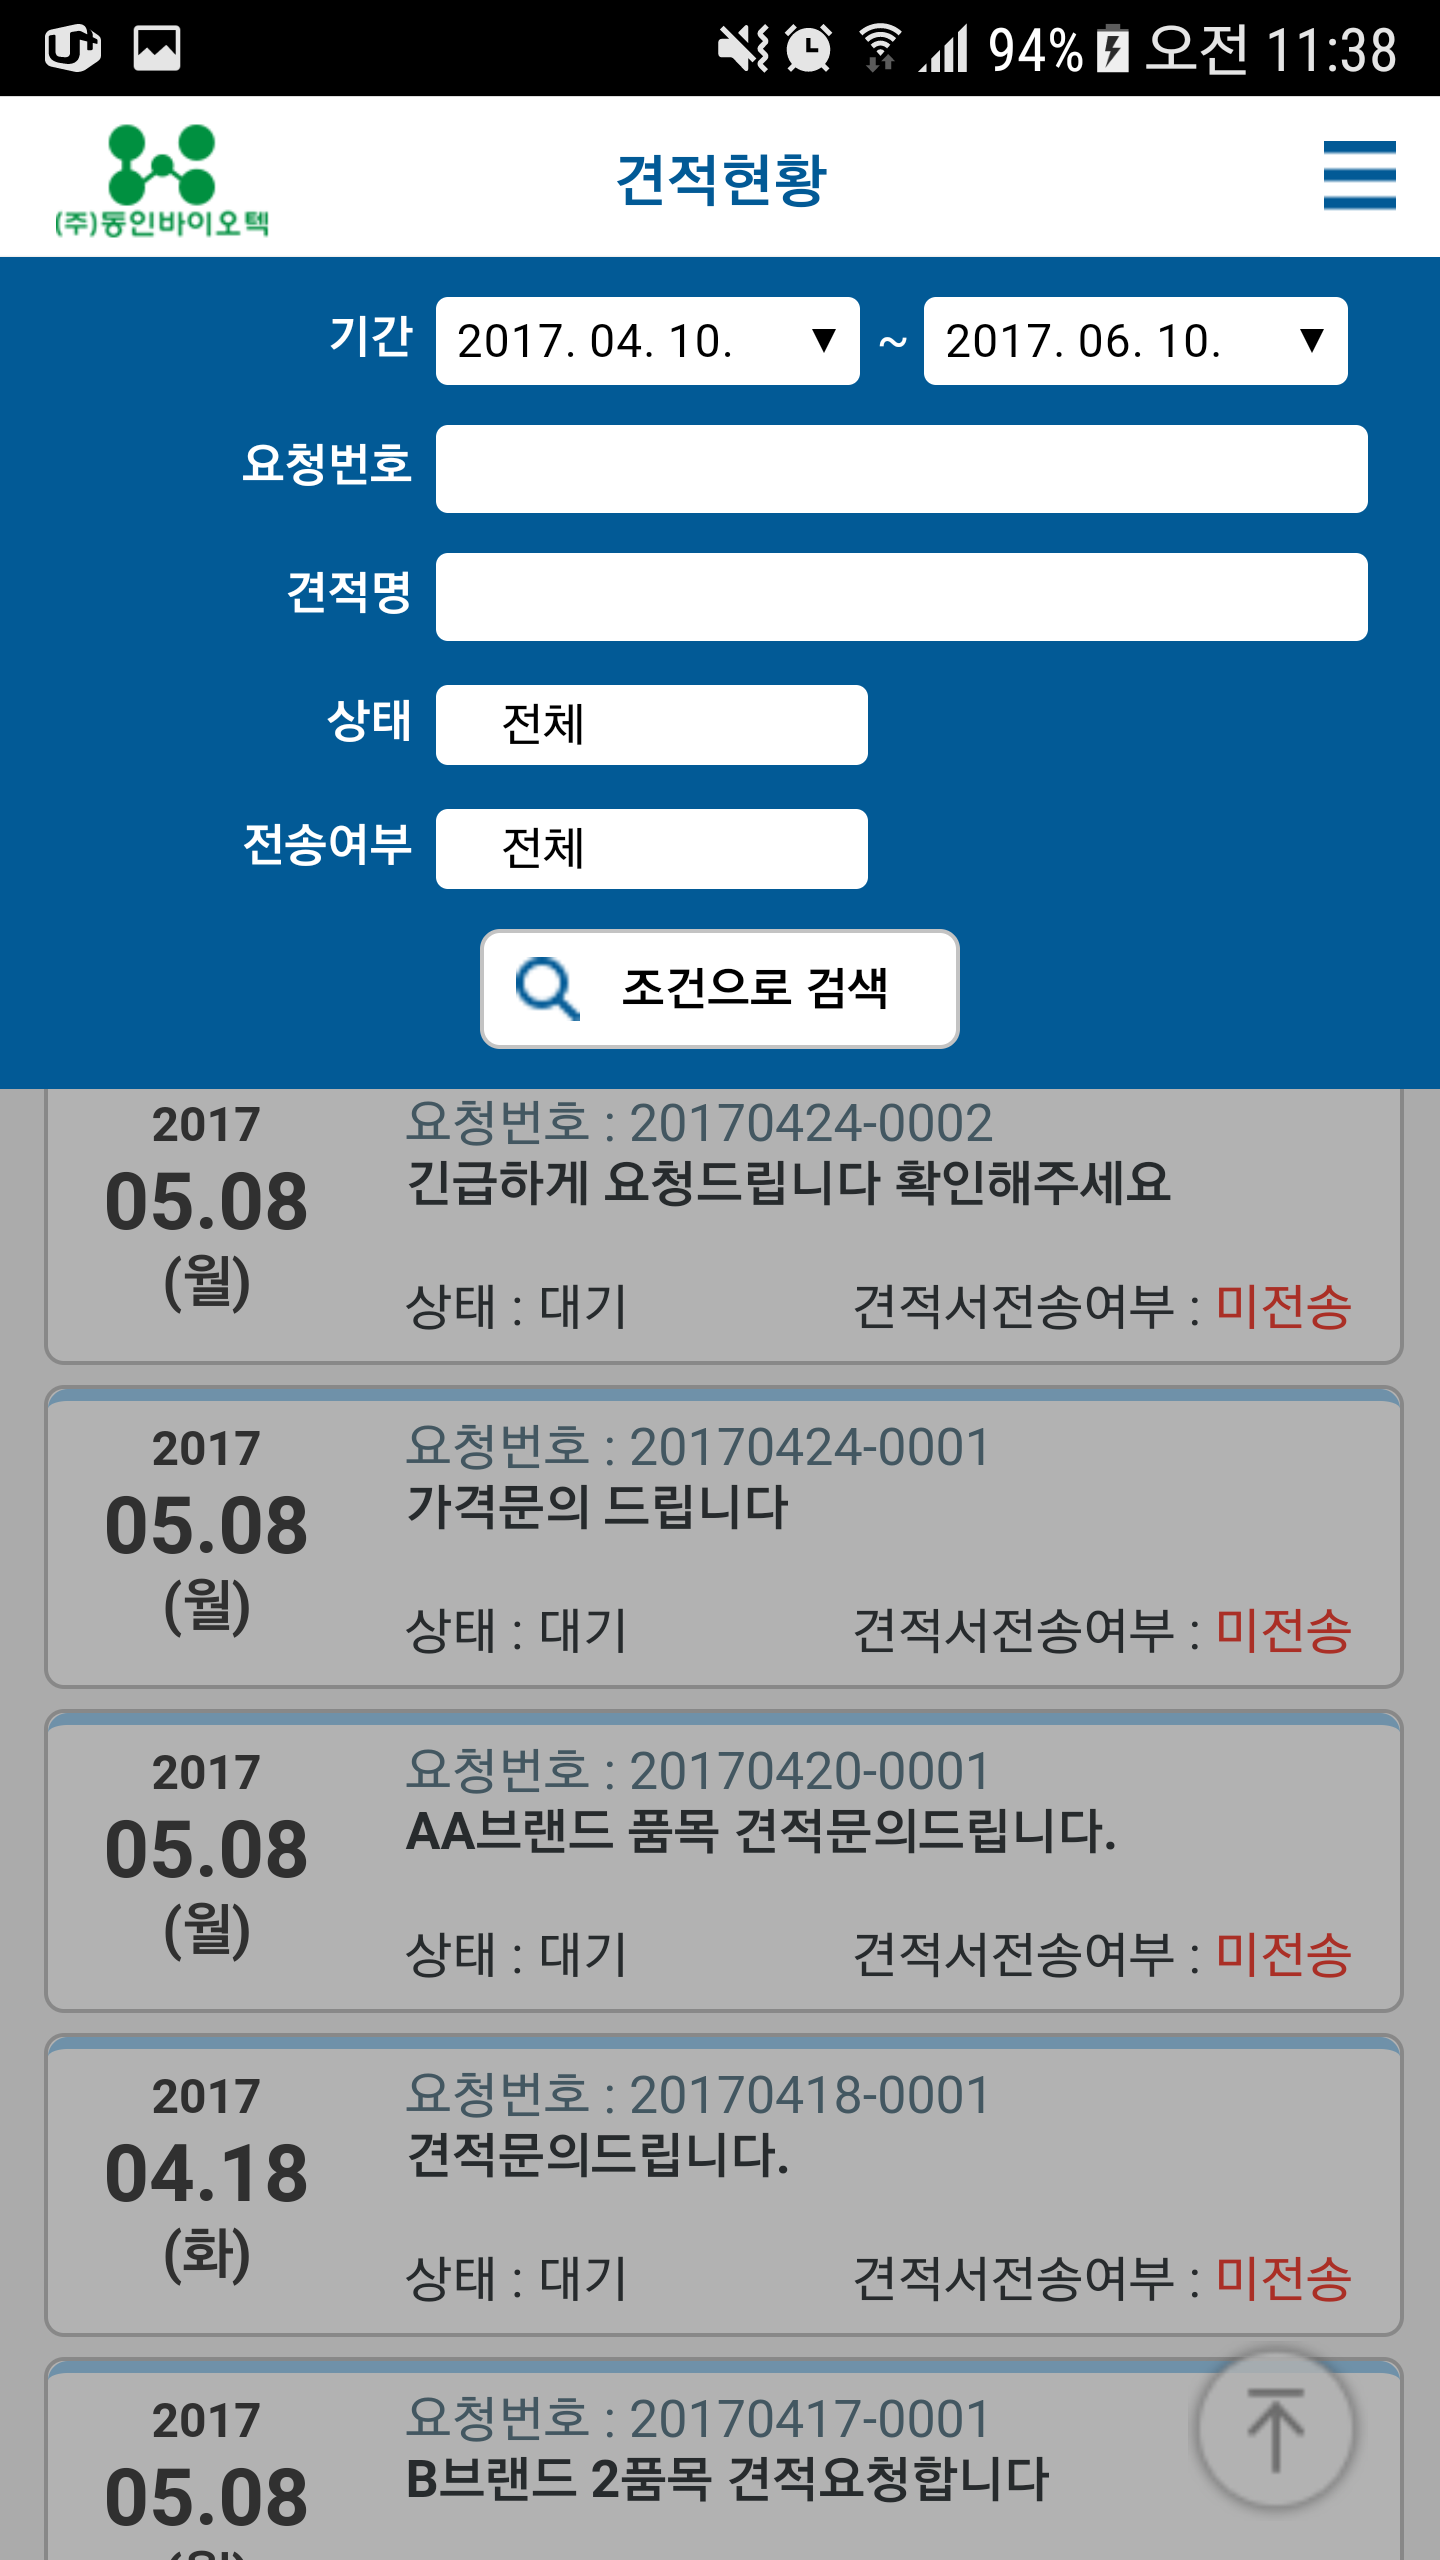 94% 오전 11:38
(주)동인바이오텍
견적현황
기간 2017. 04. 10. ▼ ~ 2017. 06. 10. ▼
요청번호
견적명
상태 전체
전송여부 전체
조건으로 검색
2017
05.08
(월)
요청번호 : 20170424-0002
긴급하게 요청드립니다 확인해주세요
상태 : 대기 견적서전송여부 : 미전송
2017
05.08
(월)
요청번호 : 20170424-0001
가격문의 드립니다
상태 : 대기 견적서전송여부 : 미전송
2017
05.08
(월)
요청번호 : 20170420-0001
AA브랜드 품목 견적문의드립니다.
상태 : 대기 견적서전송여부 : 미전송
2017
04.18
(화)
요청번호 : 20170418-0001
견적문의드립니다.
상태 : 대기 견적서전송여부 : 미전송
2017
05.08
요청번호 : 20170417-0001
B브랜드 2품목 견적요청합니다